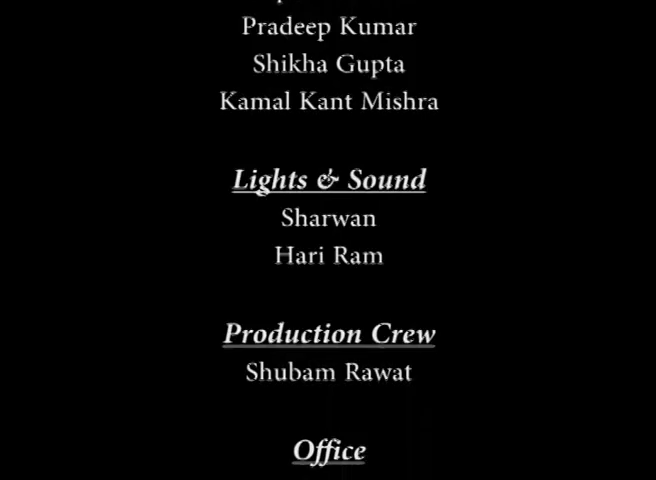 Pradeep Kumar
Shikha Gupta
Kamal Kant Mishra
Lights & Sound
Sharwan
Hari Ram
Production Crew
Shubam Rawat
Office